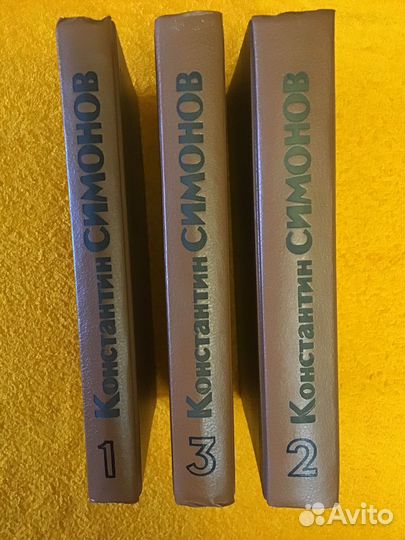 1 Константин СИМОНОВ
3 Константин СИМОНОВ
2 Константин СИМОНОВ
Avito